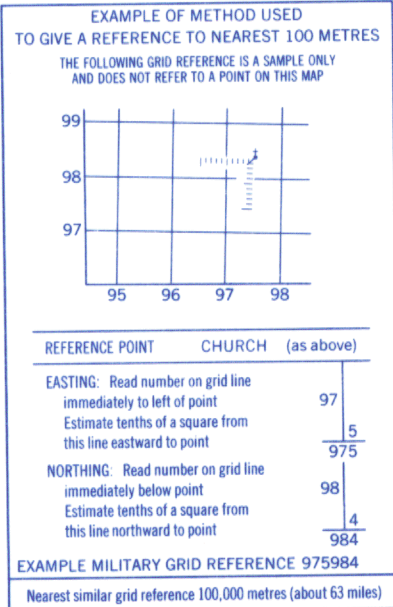 EXAMPLE OF METHOD USED
TO GIVE A REFERENCE TO NEAREST 100 METRES
THE FOLLOWING GRID REFERENCE IS A SAMPLE ONLY
AND DOES NOT REFER TO A POINT ON THIS MAP
99
98
97
95 96 97 98
REFERENCE POINT CHURCH (as above)
EASTING: Read number on grid line
immediately to left of point 97
Estimate tenths of a square from
this line eastward to point 5
975
NORTHING: Read number on grid line
immediately below point 98
Estimate tenths of a square from
this line northward to point 4
984
EXAMPLE MILITARY GRID REFERENCE 975984
Nearest similar grid reference 100,000 metres (about 63 miles)